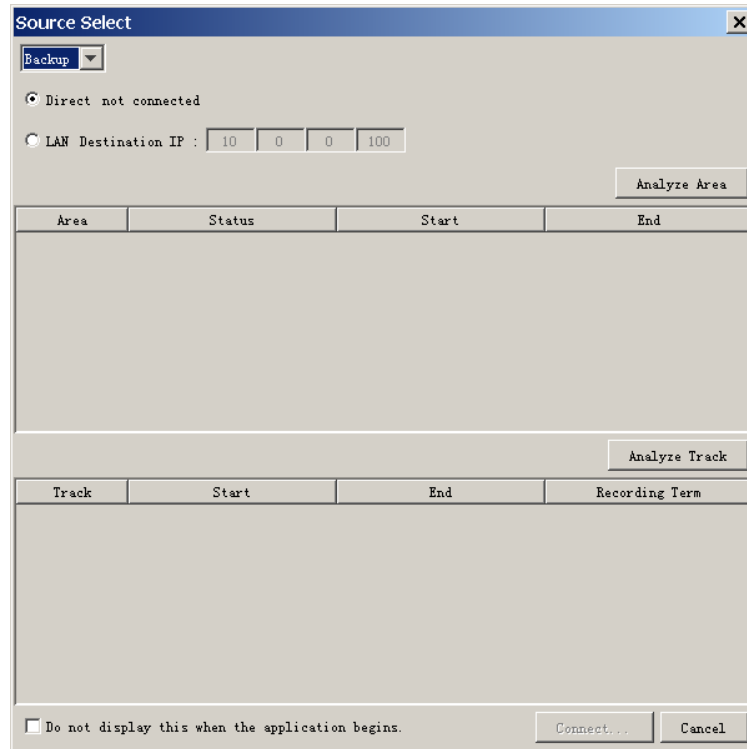 Source Select
Backup
Direct not connected
LAN Destination IP : 10 0 0 100
Analyze Area
Area Status Start End
Analyze Track
Track Start End Recording Term
Do not display this when the application begins. Connect... Cancel